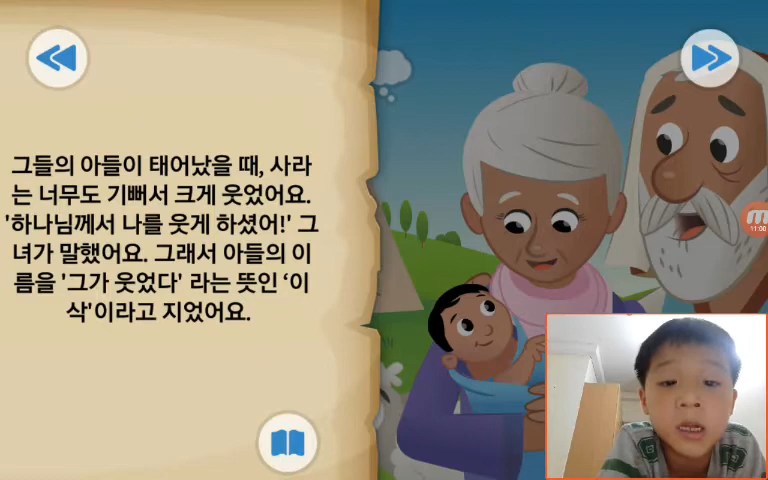 그들의 아들이 태어났을 때, 사라
는 너무도 기뻐서 크게 웃었어요.
'하나님께서 나를 웃게 하셨어!' 그
녀가 말했어요. 그래서 아들의 이
름을 '그가 웃었다' 라는 뜻인 ‘이
삭'이라고 지었어요.
11:08